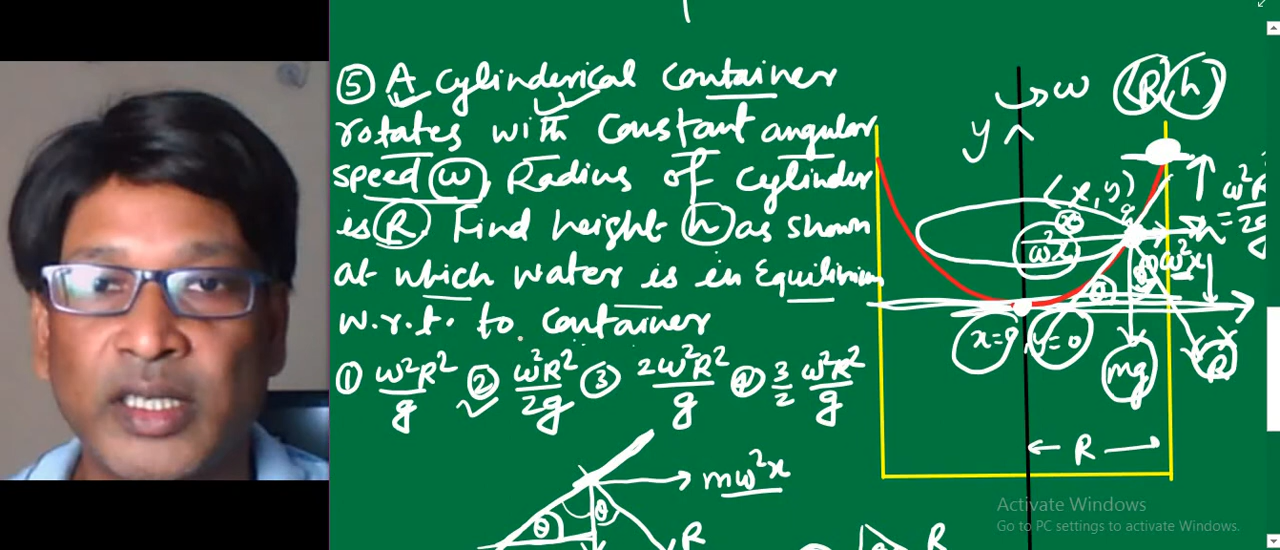 ⑤ A cylinderical container
rotates with constant angular
speed ω, Radius of cylinder
is R. Find height h as shown
at which water is in Equilibrium
w.r.t. to container
① ω²R²/g ② ω²R²/2g ③ 2ω²R²/g ④ 3/2 ω²R²/g
ω
(R, h)
y
(x, y)
x
ω²x
ω²x
θ
θ
x=0, y=0
mg
R
x
R
mω²x
θ
θ
R
R
Activate Windows
Go to PC settings to activate Windows.